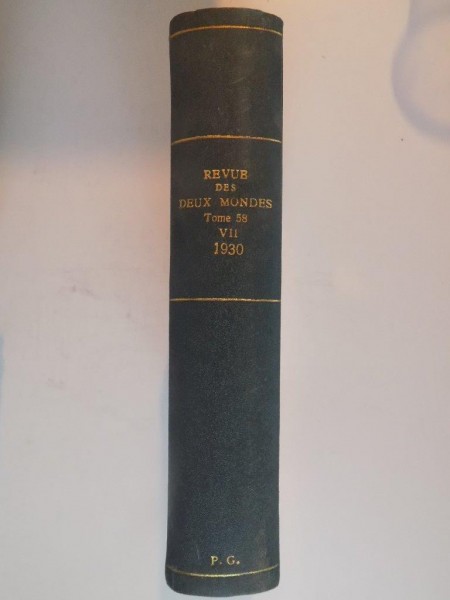 REVUE
DES
DEUX MONDES
Tome 58
VII
1930
P. G.